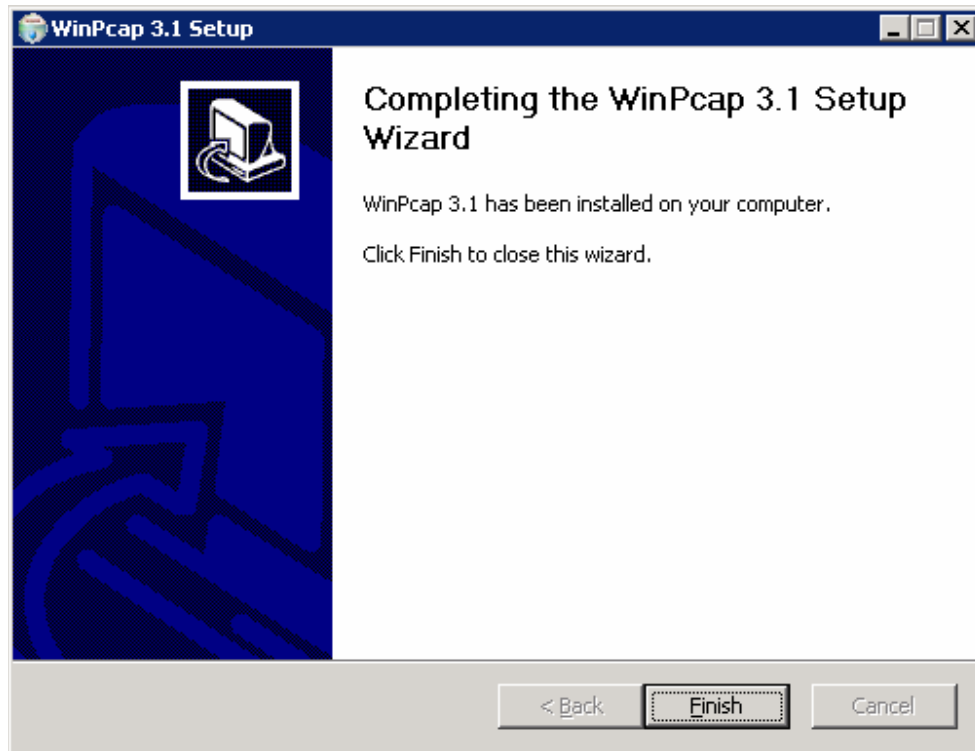 WinPcap 3.1 Setup
Completing the WinPcap 3.1 Setup
Wizard
WinPcap 3.1 has been installed on your computer.
Click Finish to close this wizard.
< Back
Finish
Cancel